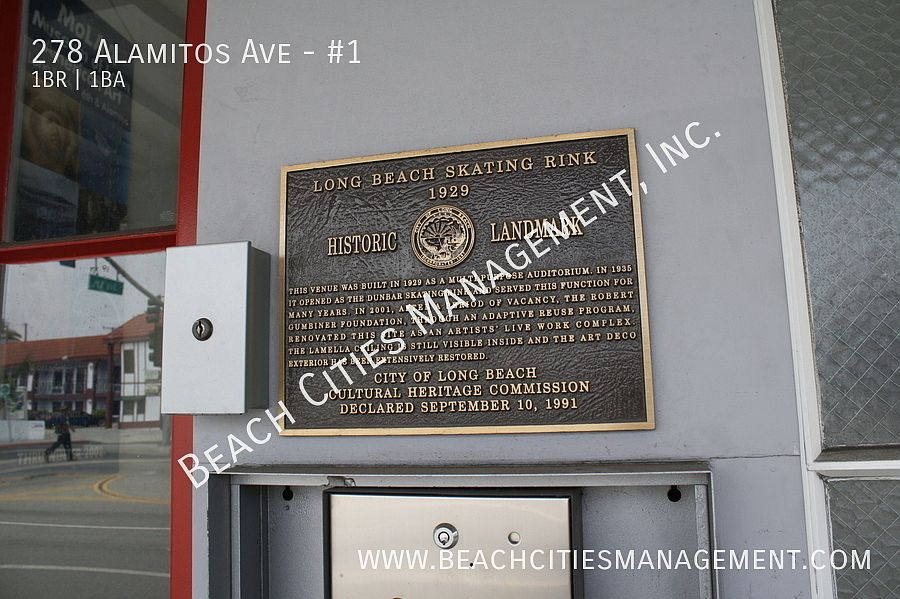 278 Alamitos Ave - #1
1BR | 1BA
LONG BEACH SKATING RINK
1929
HISTORIC LANDMARK
THIS VENUE WAS BUILT IN 1929 AS A MULTI-PURPOSE AUDITORIUM. IN 1935
IT OPENED AS THE DUNBAR SKATING RINK AND SERVED THIS FUNCTION FOR
MANY YEARS. IN 2001, AFTER A PERIOD OF VACANCY, THE ROBERT
GUMBINER FOUNDATION, THROUGH AN ADAPTIVE REUSE PROGRAM,
RENOVATED THIS SITE AS AN ARTISTS' LIVE WORK COMPLEX.
THE LAMELLA CEILING IS STILL VISIBLE INSIDE AND THE ART DECO
EXTERIOR HAS BEEN EXTENSIVELY RESTORED.
CITY OF LONG BEACH
CULTURAL HERITAGE COMMISSION
DECLARED SEPTEMBER 10, 1991
Beach Cities Management, Inc.
www.beachcitiesmanagement.com